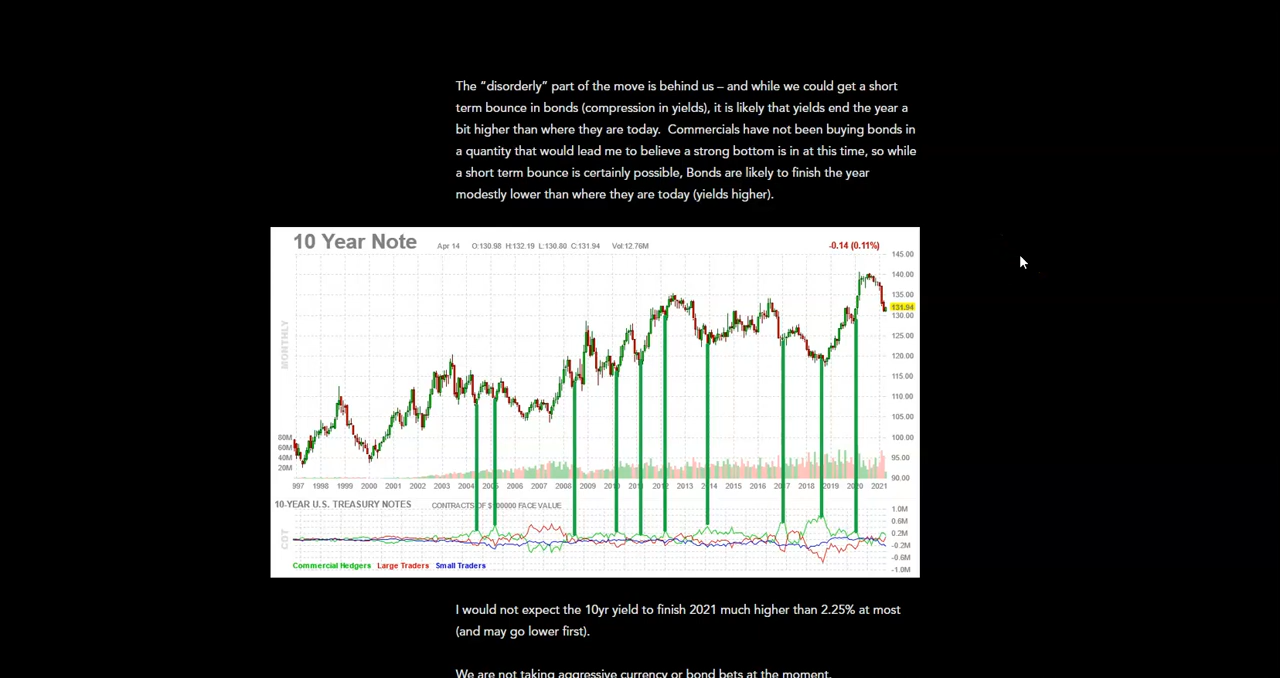 The “disorderly” part of the move is behind us – and while we could get a short
term bounce in bonds (compression in yields), it is likely that yields end the year a
bit higher than where they are today.  Commercials have not been buying bonds in
a quantity that would lead me to believe a strong bottom is in at this time, so while
a short term bounce is certainly possible, Bonds are likely to finish the year
modestly lower than where they are today (yields higher).
10 Year Note Apr 14 O:130.98 H:132.19 L:130.80 C:131.94 Vol:12.76M -0.14 (0.11%)
145.00
140.00
135.00
131.94
130.00
125.00
MONTHLY
120.00
115.00
110.00
105.00
80M 100.00
60M
40M 95.00
20M
90.00
997 1998 1999 2000 2001 2002 2003 2004 2005 2006 2007 2008 2009 2010 2011 2012 2013 2014 2015 2016 2017 2018 2019 2020 2021
10-YEAR U.S. TREASURY NOTES CONTRACTS OF $100000 FACE VALUE
1.0M
0.6M
0.2M
COT
-0.2M
-0.6M
-1.0M
Commercial Hedgers Large Traders Small Traders
I would not expect the 10yr yield to finish 2021 much higher than 2.25% at most
(and may go lower first).
We are not taking aggressive currency or bond bets at the moment.